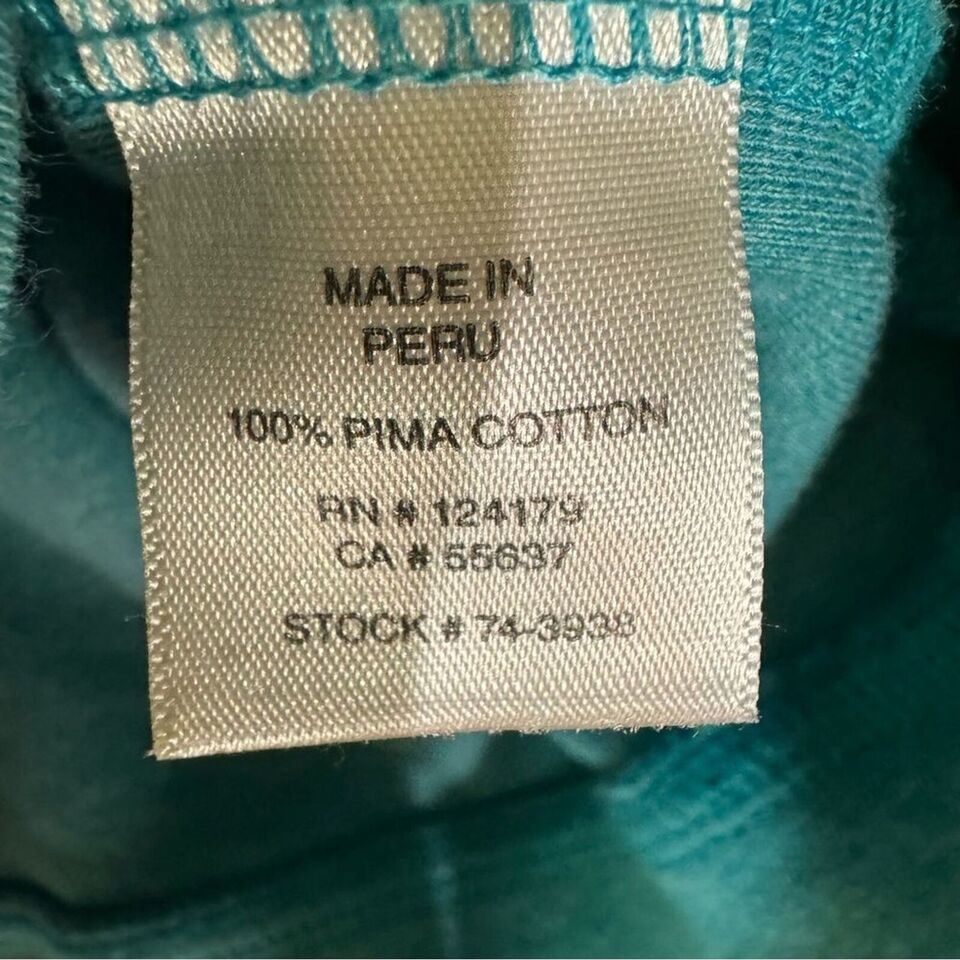 MADE IN
PERU
100% PIMA COTTON
RN # 124179
CA # 55637
STOCK # 74-3938